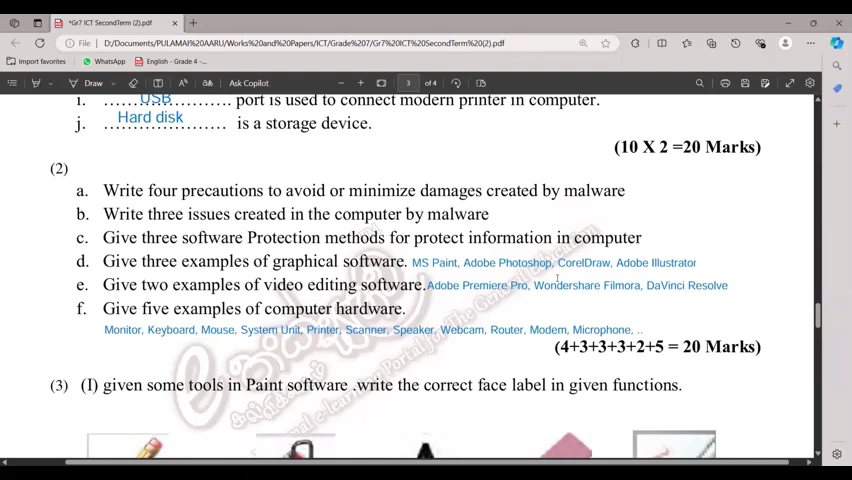 *Gr7 ICT SecondTerm (2).pdf
File D:/Documents/PULAMAI%20AARU/Works%20and%20Papers/ICT/Grade%207/Gr7%20ICT%20SecondTerm%20(2).pdf
Import favorites WhatsApp English - Grade 4 -...
Draw Ask Copilot 3 of 4
i. USB port is used to connect modern printer in computer.
j. Hard disk is a storage device.
(10 X 2 =20 Marks)
(2)
a. Write four precautions to avoid or minimize damages created by malware
b. Write three issues created in the computer by malware
c. Give three software Protection methods for protect information in computer
d. Give three examples of graphical software. MS Paint, Adobe Photoshop, CorelDraw, Adobe Illustrator
e. Give two examples of video editing software. Adobe Premiere Pro, Wondershare Filmora, DaVinci Resolve
f. Give five examples of computer hardware.
Monitor, Keyboard, Mouse, System Unit, Printer, Scanner, Speaker, Webcam, Router, Modem, Microphone, ..
(4+3+3+3+2+5 = 20 Marks)
(3) (I) given some tools in Paint software .write the correct face label in given functions.